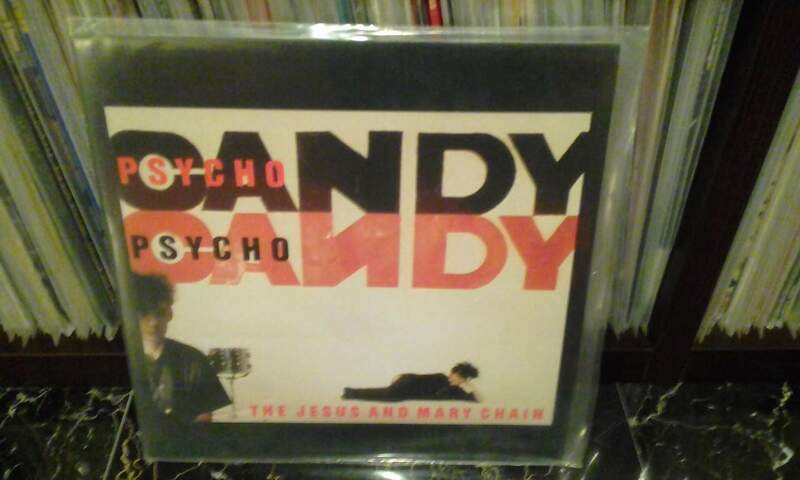 CANDY
PSYCHO
CANDY
PSYCHO
THE JESUS AND MARY CHAIN